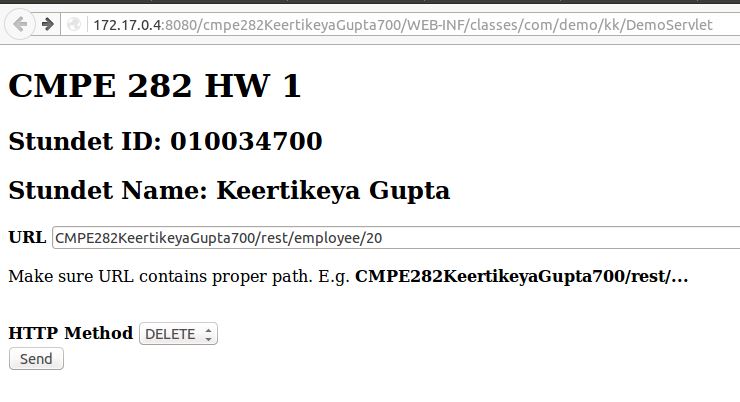 172.17.0.4:8080/cmpe282KeertikeyaGupta700/WEB-INF/classes/com/demo/kk/DemoServlet
CMPE 282 HW 1
Stundet ID: 010034700
Stundet Name: Keertikeya Gupta
URL CMPE282KeertikeyaGupta700/rest/employee/20
Make sure URL contains proper path. E.g. CMPE282KeertikeyaGupta700/rest/...
HTTP Method DELETE
Send